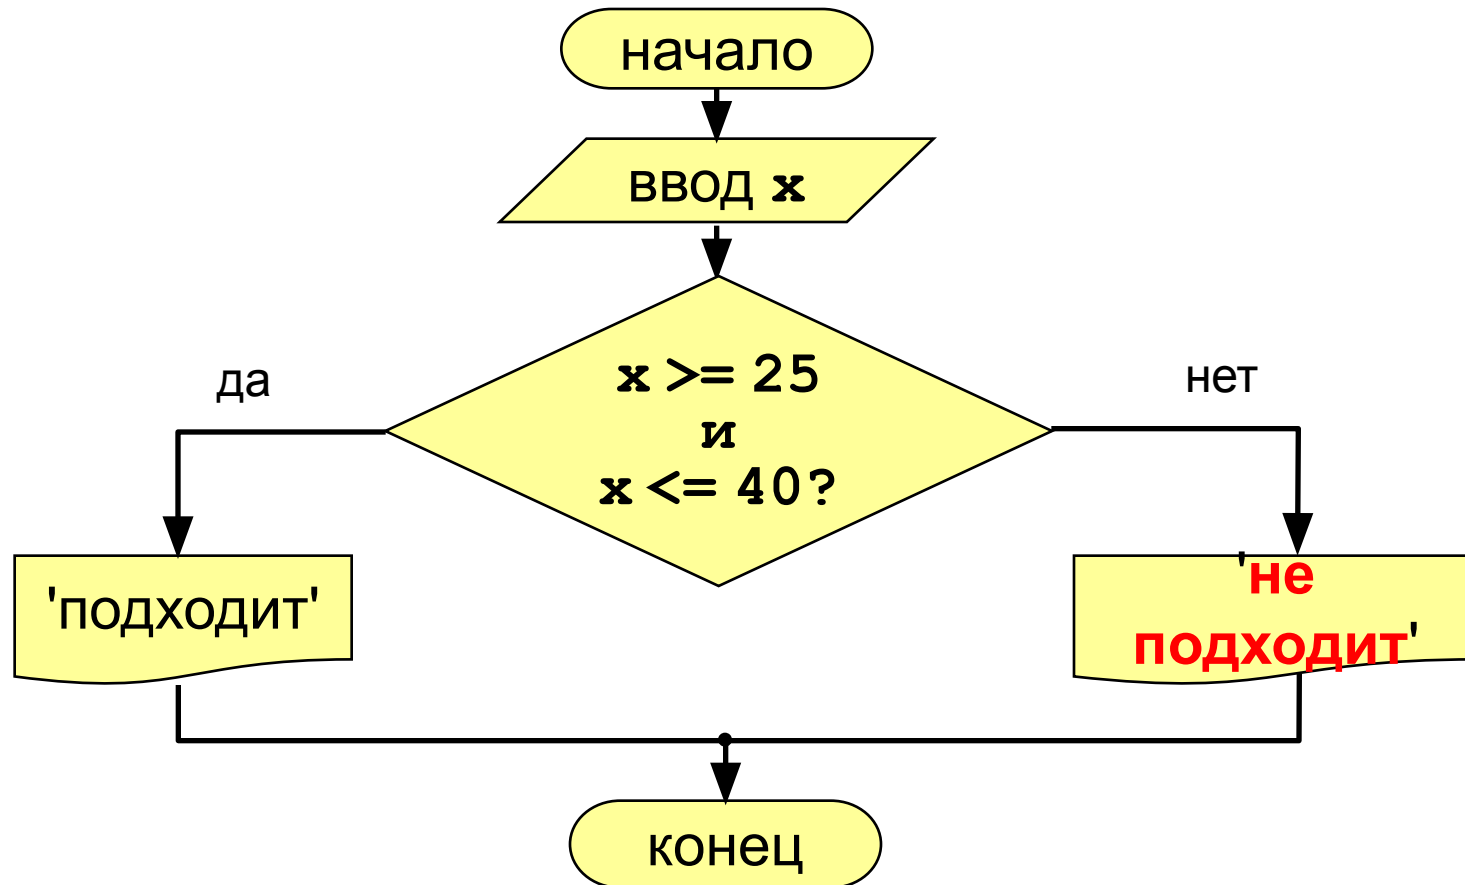 начало
ввод x
да
нет
x >= 25
и
x <= 40?
'подходит'
'не
подходит'
конец